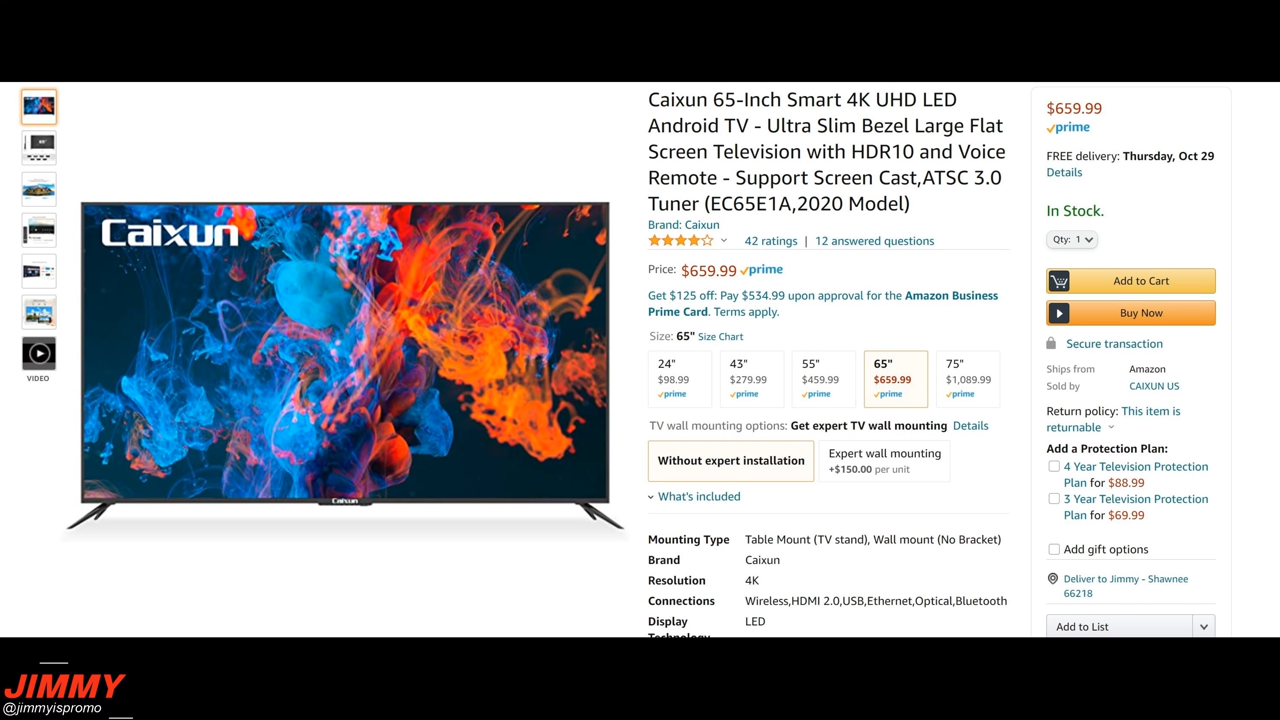 Caixun
Caixun
VIDEO
Caixun 65-Inch Smart 4K UHD LED
Android TV - Ultra Slim Bezel Large Flat
Screen Television with HDR10 and Voice
Remote - Support Screen Cast,ATSC 3.0
Tuner (EC65E1A,2020 Model)
Brand: Caixun
42 ratings | 12 answered questions
Price: $659.99 prime
Get $125 off: Pay $534.99 upon approval for the Amazon Business
Prime Card. Terms apply.
Size: 65" Size Chart
24" 43" 55" 65" 75"
$98.99 $279.99 $459.99 $659.99 $1,089.99
prime prime prime prime prime
TV wall mounting options: Get expert TV wall mounting Details
Without expert installation
Expert wall mounting
+$150.00 per unit
What's included
Mounting Type Table Mount (TV stand), Wall mount (No Bracket)
Brand Caixun
Resolution 4K
Connections Wireless,HDMI 2.0,USB,Ethernet,Optical,Bluetooth
Display LED
Technology
$659.99
prime
FREE delivery: Thursday, Oct 29
Details
In Stock.
Qty: 1
Add to Cart
Buy Now
Secure transaction
Ships from Amazon
Sold by CAIXUN US
Return policy: This item is
returnable
Add a Protection Plan:
4 Year Television Protection
Plan for $88.99
3 Year Television Protection
Plan for $69.99
Add gift options
Deliver to Jimmy - Shawnee
66218
Add to List
JIMMY
@jimmyispromo